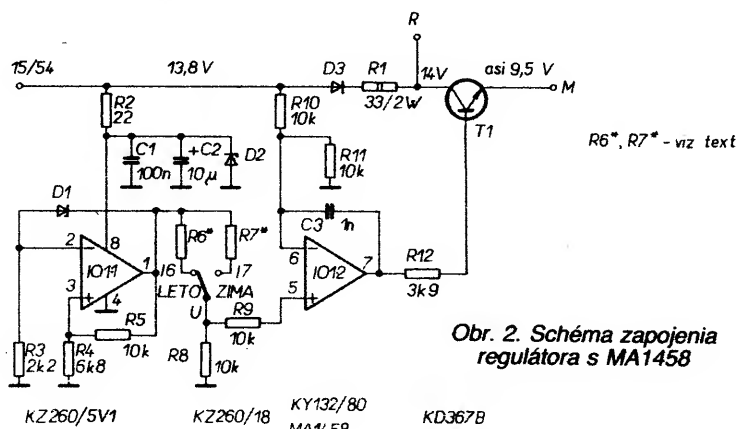 R
15/54
13,8 V
D3
R1
14V
asi 9,5 V
M
33/2W
T1
R2
22
R10
10k
R6*, R7* - viz text
C1
100n
+C2
10µ
D2
R11
10k
D1
C3
1n
2
8
R6*
R7*
6
IO11
1
I6
I7
IO12
7
R12
3k9
3
4
LETO
ZIMA
5
U
R9
10k
R5
10k
R3
2k2
R4
6k8
R8
10k
Obr. 2. Schéma zapojenia
regulátora s MA1458
KZ260/5V1
KZ260/18
KY132/80
KD367B
MA1458